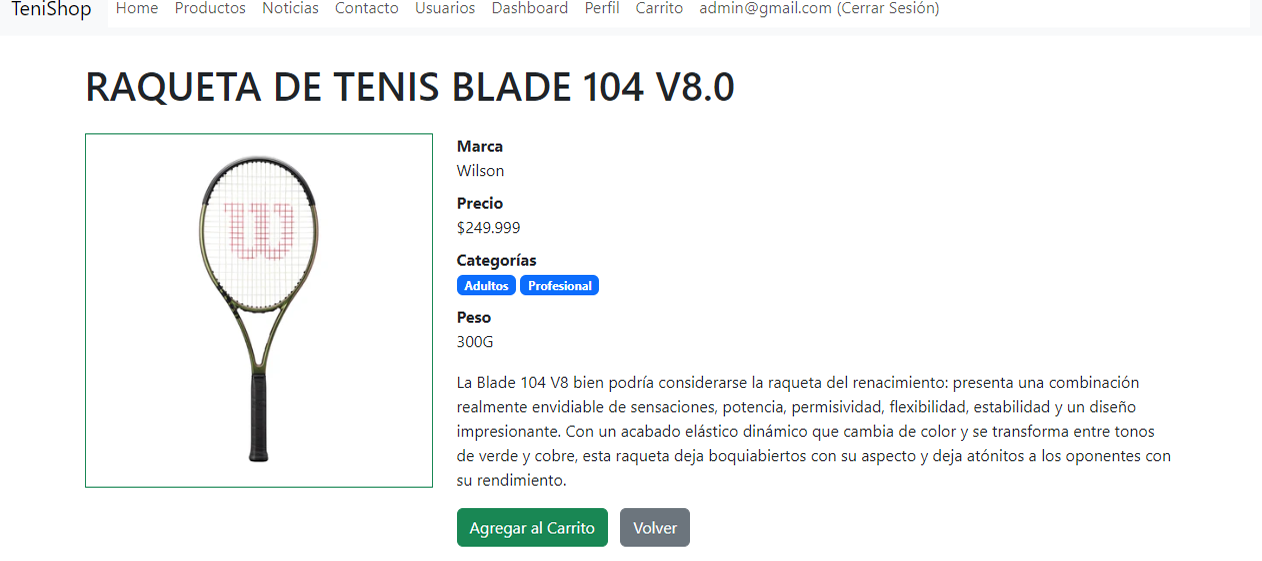 TeniShop Home Productos Noticias Contacto Usuarios Dashboard Perfil Carrito admin@gmail.com (Cerrar Sesión)
RAQUETA DE TENIS BLADE 104 V8.0
Marca
Wilson
Precio
$249.999
Categorías
Adultos Profesional
Peso
300G
La Blade 104 V8 bien podría considerarse la raqueta del renacimiento: presenta una combinación
realmente envidiable de sensaciones, potencia, permisividad, flexibilidad, estabilidad y un diseño
impresionante. Con un acabado elástico dinámico que cambia de color y se transforma entre tonos
de verde y cobre, esta raqueta deja boquiabiertos con su aspecto y deja atónitos a los oponentes con
su rendimiento.
Agregar al Carrito Volver